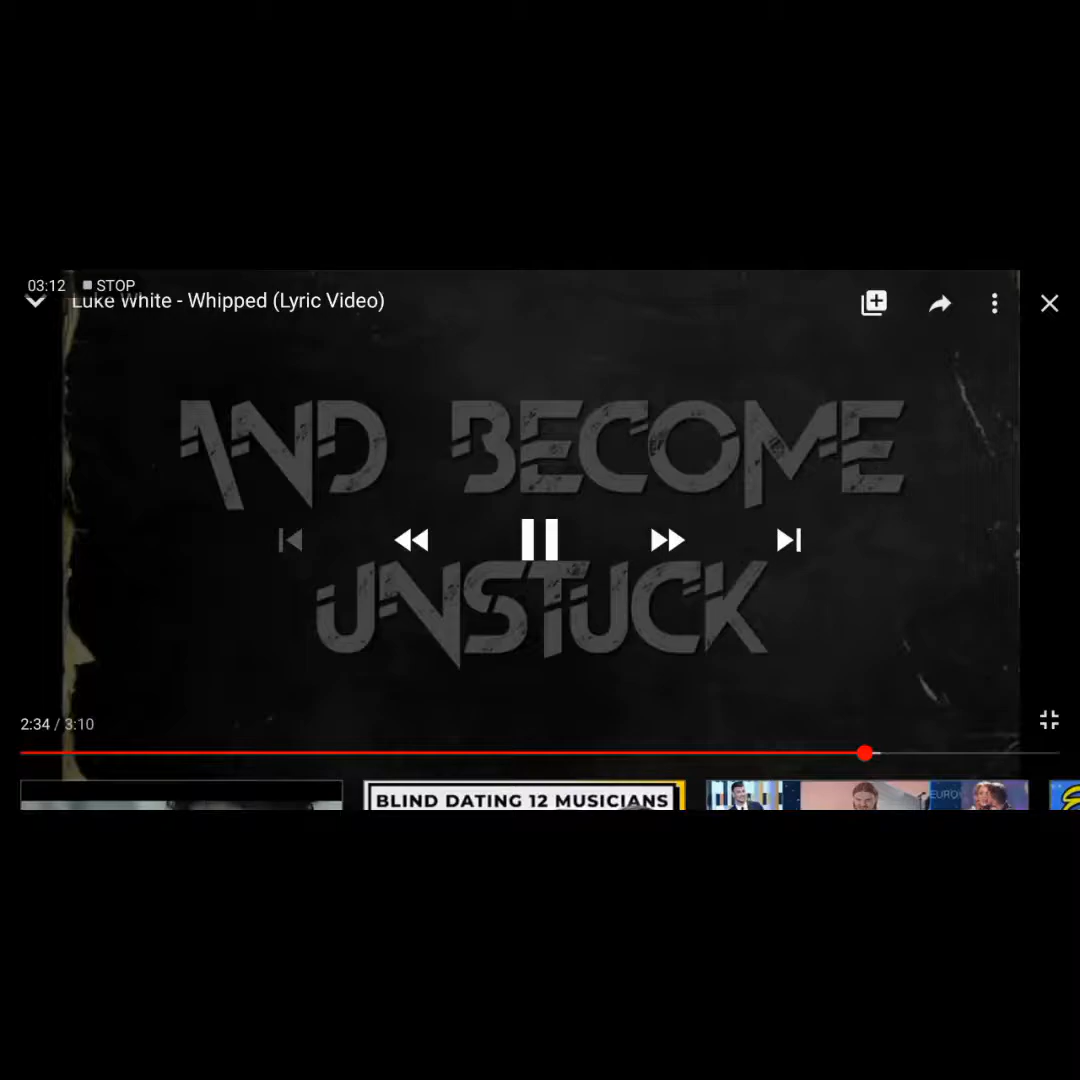 03:12 STOP
Luke White - Whipped (Lyric Video)
AND BECOME
UNSTUCK
2:34 / 3:10
BLIND DATING 12 MUSICIANS
EURO